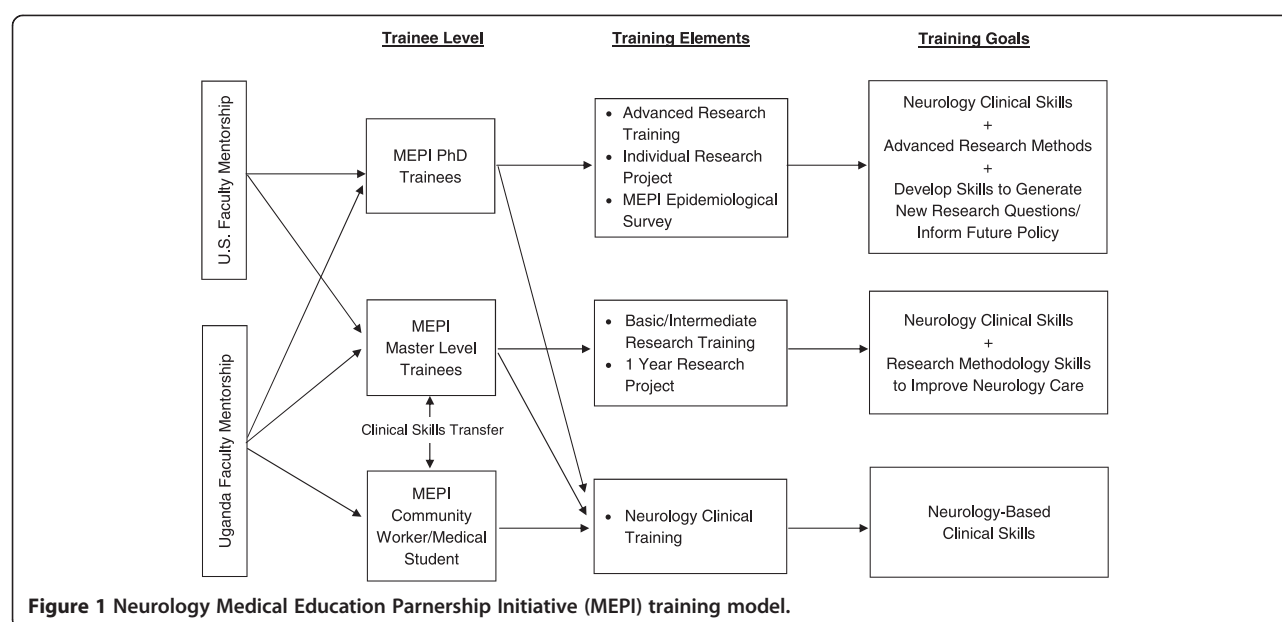 Trainee Level
Training Elements
Training Goals
U.S. Faculty Mentorship
Uganda Faculty Mentorship
MEPI PhD
Trainees
• Advanced Research
Training
• Individual Research
Project
• MEPI Epidemiological
Survey
Neurology Clinical Skills
+
Advanced Research Methods
+
Develop Skills to Generate
New Research Questions/
Inform Future Policy
MEPI
Master Level
Trainees
• Basic/Intermediate
Research Training
• 1 Year Research
Project
Neurology Clinical Skills
+
Research Methodology Skills
to Improve Neurology Care
Clinical Skills Transfer
MEPI
Community
Worker/Medical
Student
• Neurology Clinical
Training
Neurology-Based
Clinical Skills
Figure 1 Neurology Medical Education Parnership Initiative (MEPI) training model.